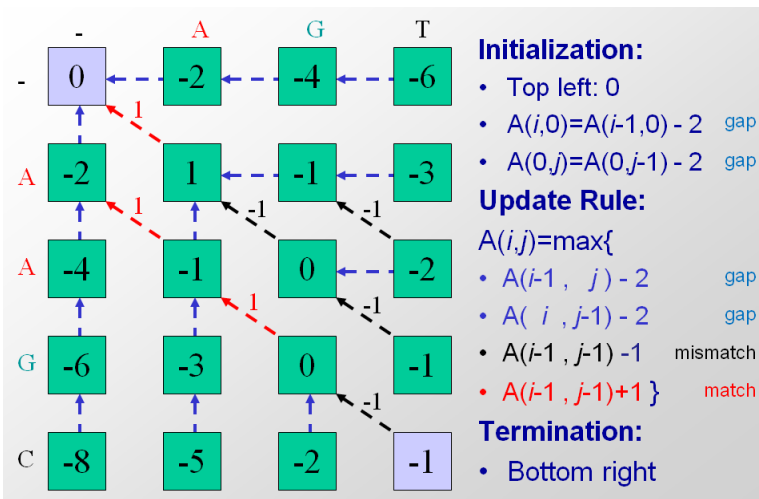 - A G T
- 0 -2 -4 -6
1
A -2 1 -1 -3
1 -1 -1
A -4 -1 0 -2
1 -1
G -6 -3 0 -1
-1
C -8 -5 -2 -1
Initialization:
• Top left: 0
• A(i,0)=A(i-1,0) - 2 gap
• A(0,j)=A(0,j-1) - 2 gap
Update Rule:
A(i,j)=max{
• A(i-1 , j ) - 2 gap
• A( i , j-1) - 2 gap
• A(i-1 , j-1) -1 mismatch
• A(i-1 , j-1)+1 } match
Termination:
• Bottom right